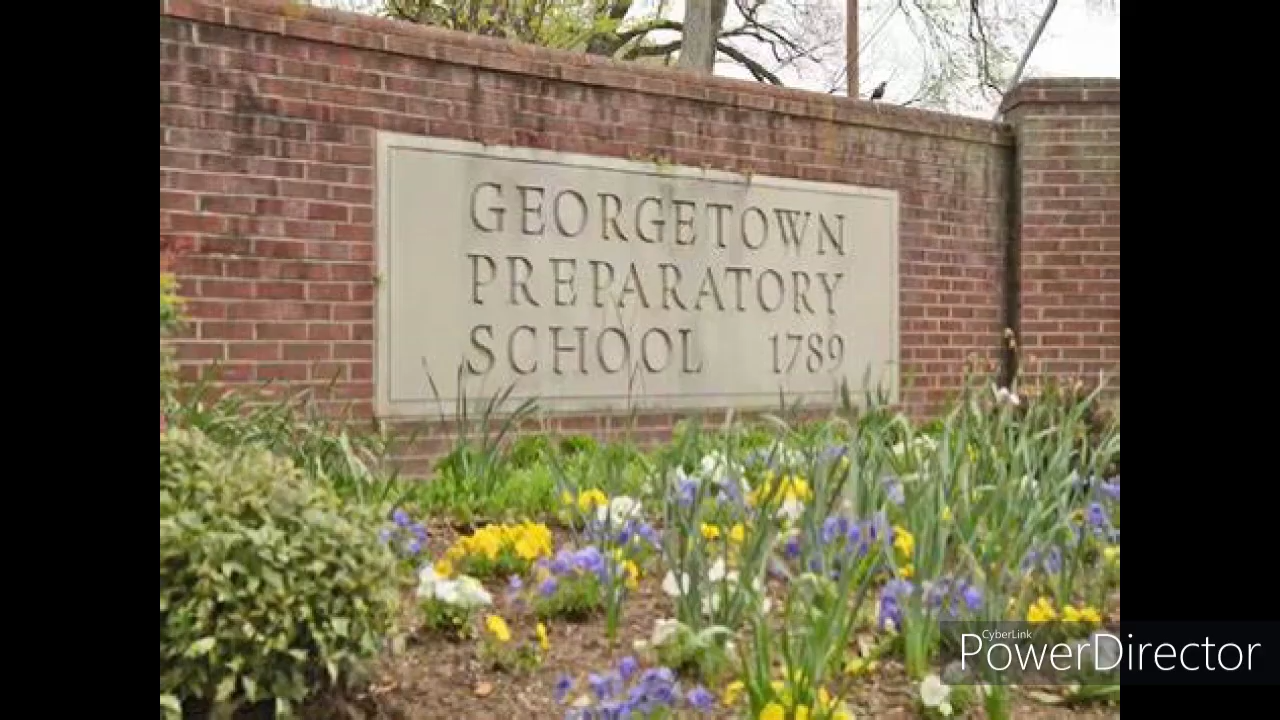 GEORGETOWN
PREPARATORY
SCHOOL 1789
CyberLink
PowerDirector